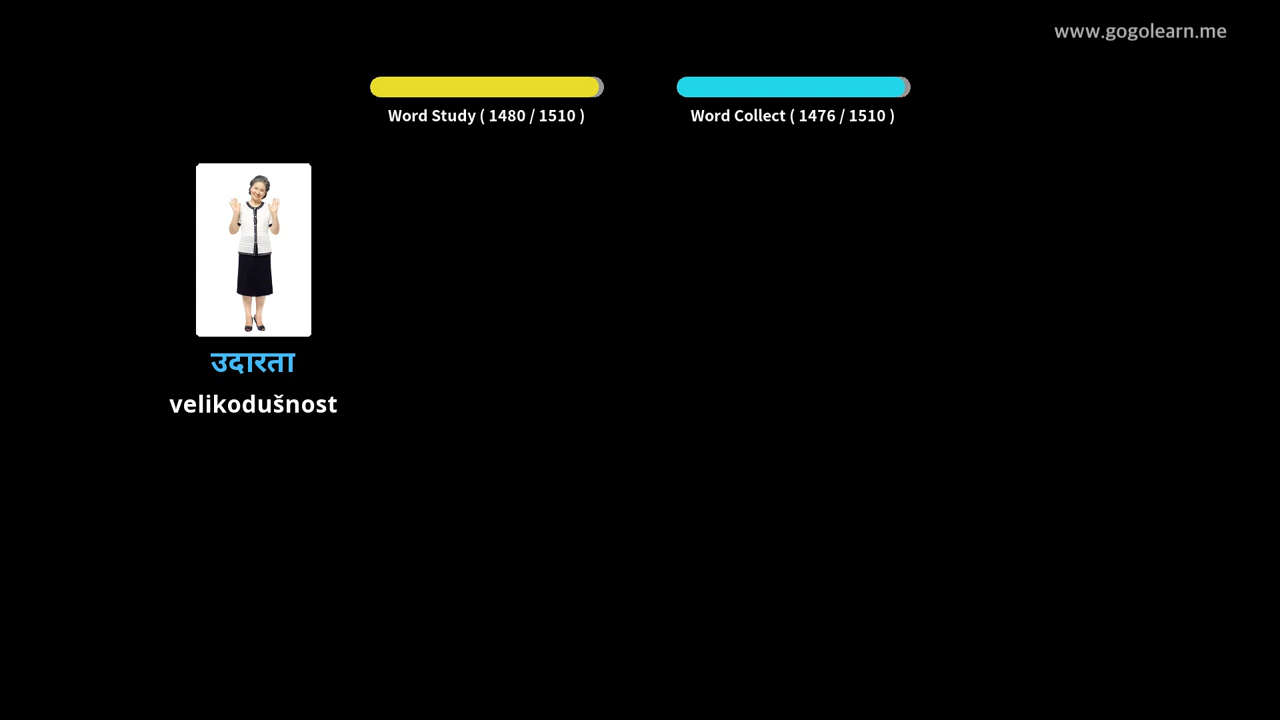 www.gogolearn.me
Word Study ( 1480 / 1510 )
Word Collect ( 1476 / 1510 )
उदारता
velikodušnost